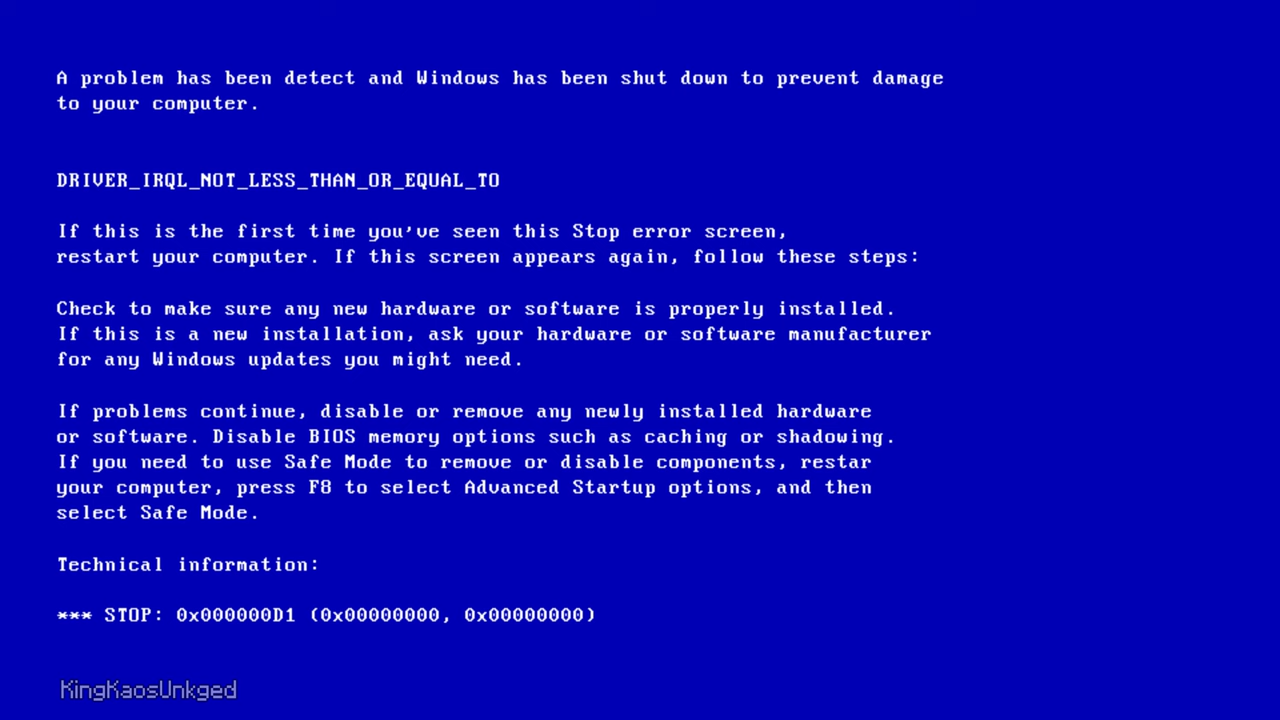 A problem has been detect and Windows has been shut down to prevent damage
to your computer.
DRIVER_IRQL_NOT_LESS_THAN_OR_EQUAL_TO
If this is the first time you've seen this Stop error screen,
restart your computer. If this screen appears again, follow these steps:
Check to make sure any new hardware or software is properly installed.
If this is a new installation, ask your hardware or software manufacturer
for any Windows updates you might need.
If problems continue, disable or remove any newly installed hardware
or software. Disable BIOS memory options such as caching or shadowing.
If you need to use Safe Mode to remove or disable components, restar
your computer, press F8 to select Advanced Startup options, and then
select Safe Mode.
Technical information:
*** STOP: 0x000000D1 (0x00000000, 0x00000000)
KingKaosUnkged